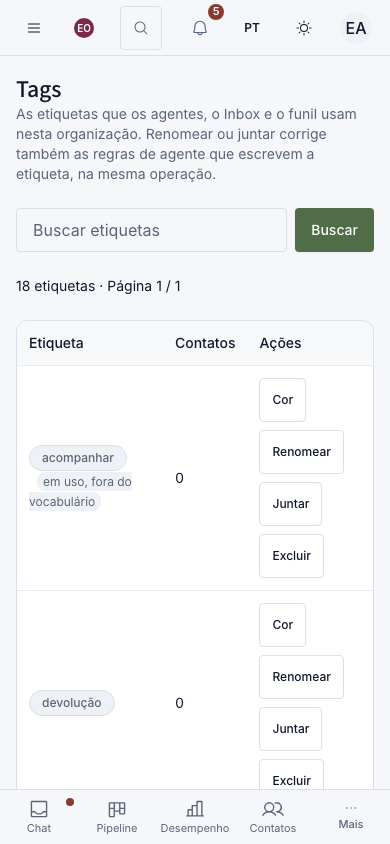 EO
5
PT
EA
Tags
As etiquetas que os agentes, o Inbox e o funil usam
nesta organização. Renomear ou juntar corrige
também as regras de agente que escrevem a
etiqueta, na mesma operação.
Buscar etiquetas
Buscar
18 etiquetas · Página 1 / 1
Etiqueta
Contatos
Ações
acompanhar
em uso, fora do
vocabulário
0
Cor
Renomear
Juntar
Excluir
devolução
0
Cor
Renomear
Juntar
Excluir
Chat
Pipeline
Desempenho
Contatos
Mais